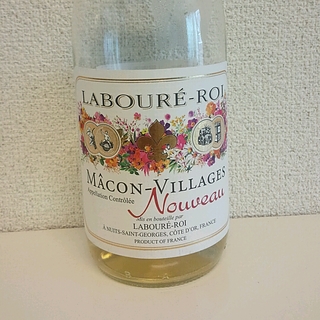 LABOURÉ-ROI
MÂCON-VILLAGES
Appellation Contrôlée
Nouveau
Mis en bouteille par
LABOURÉ-ROI
À NUITS-SAINT-GEORGES, CÔTE D'OR, FRANCE
PRODUCT OF FRANCE